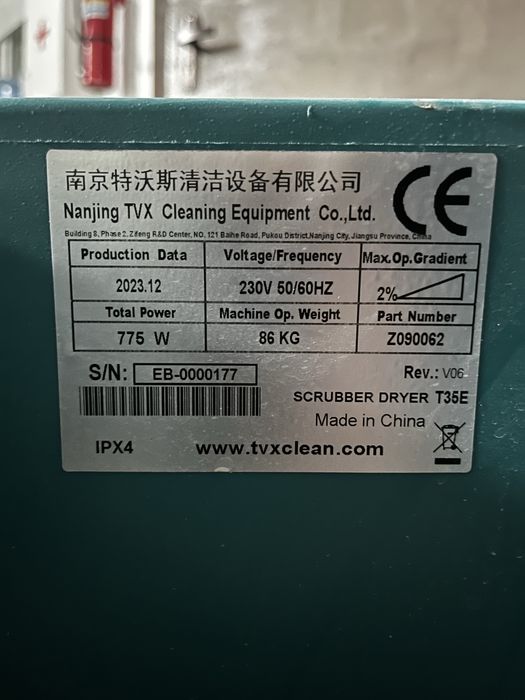 南京特沃斯清洁设备有限公司
Nanjing TVX Cleaning Equipment Co.,Ltd.
CE
Building 8, Phase 2, Zifeng R&D Center, NO. 121 Baihe Road, Pukou District,Nanjing City, Jiangsu Province, China
Production Data Voltage/Frequency Max.Op.Gradient
2023.12 230V 50/60HZ 2%
Total Power Machine Op. Weight Part Number
775 W 86 KG Z090062
S/N: EB-0000177 Rev.: V06
SCRUBBER DRYER T35E
Made in China
IPX4 www.tvxclean.com